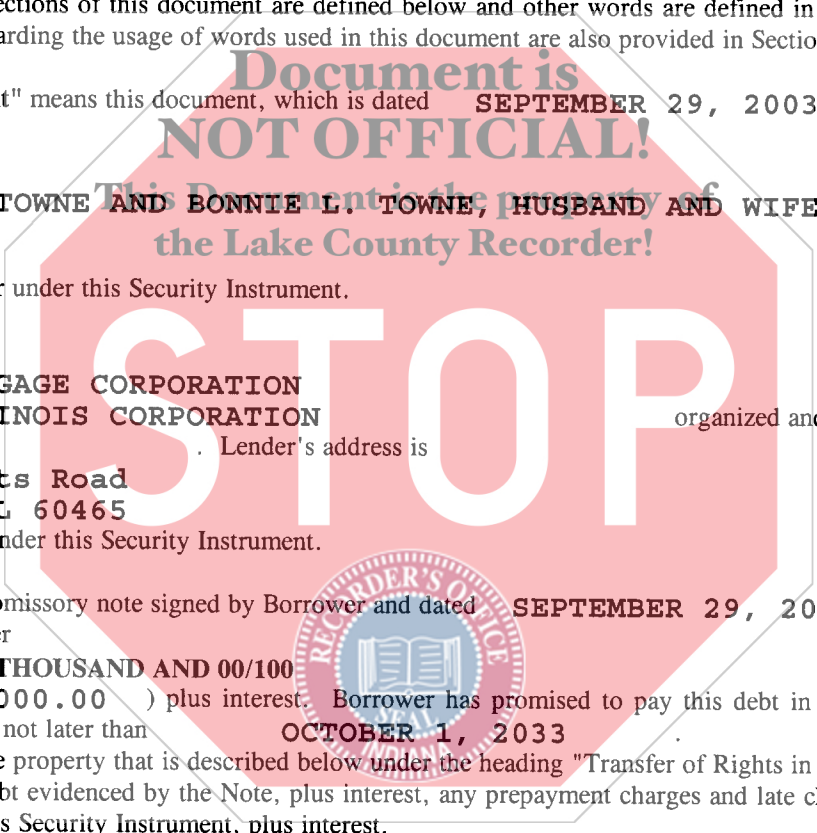 ections of this document are defined below and other words are defined in
arding the usage of words used in this document are also provided in Sectio
Document is
t" means this document, which is dated SEPTEMBER 29, 2003
NOT OFFICIAL!
This Document is the property of
TOWNE AND BONNIE L. TOWNE, HUSBAND AND WIFE
the Lake County Recorder!
r under this Security Instrument.
STOP
GAGE CORPORATION
INOIS CORPORATION organized and
. Lender's address is
ts Road
L 60465
nder this Security Instrument.
RECORDER'S OFFICE
omissory note signed by Borrower and dated SEPTEMBER 29, 20
er
THOUSAND AND 00/100
000.00 ) plus interest. Borrower has promised to pay this debt in
SEAL
not later than OCTOBER 1, 2033 .
INDIANA
e property that is described below under the heading "Transfer of Rights in
bt evidenced by the Note, plus interest, any prepayment charges and late c
s Security Instrument, plus interest.